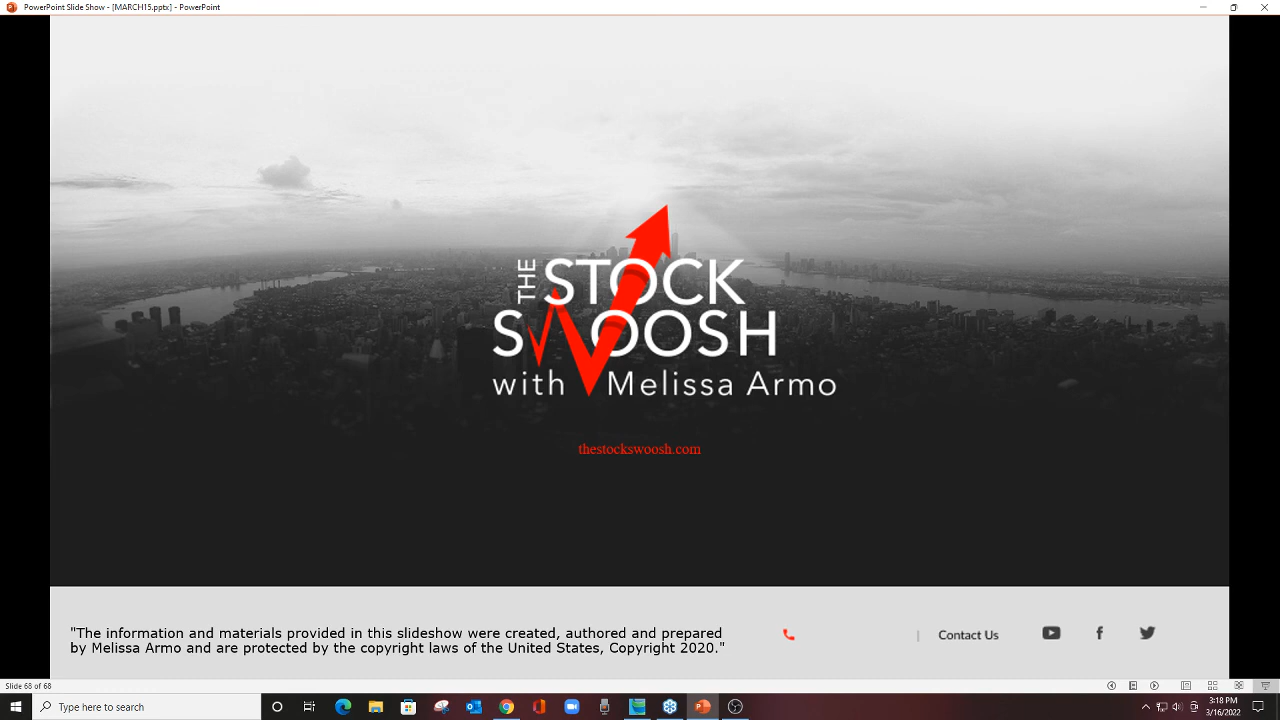 PowerPoint Slide Show - [MARCH15.pptx] - PowerPoint
THE STOCK
SWOOSH
with Melissa Armo
thestockswoosh.com
"The information and materials provided in this slideshow were created, authored and prepared
by Melissa Armo and are protected by the copyright laws of the United States, Copyright 2020."
| Contact Us
Slide 68 of 68
Type here to search
3:18 PM
3/16/2022